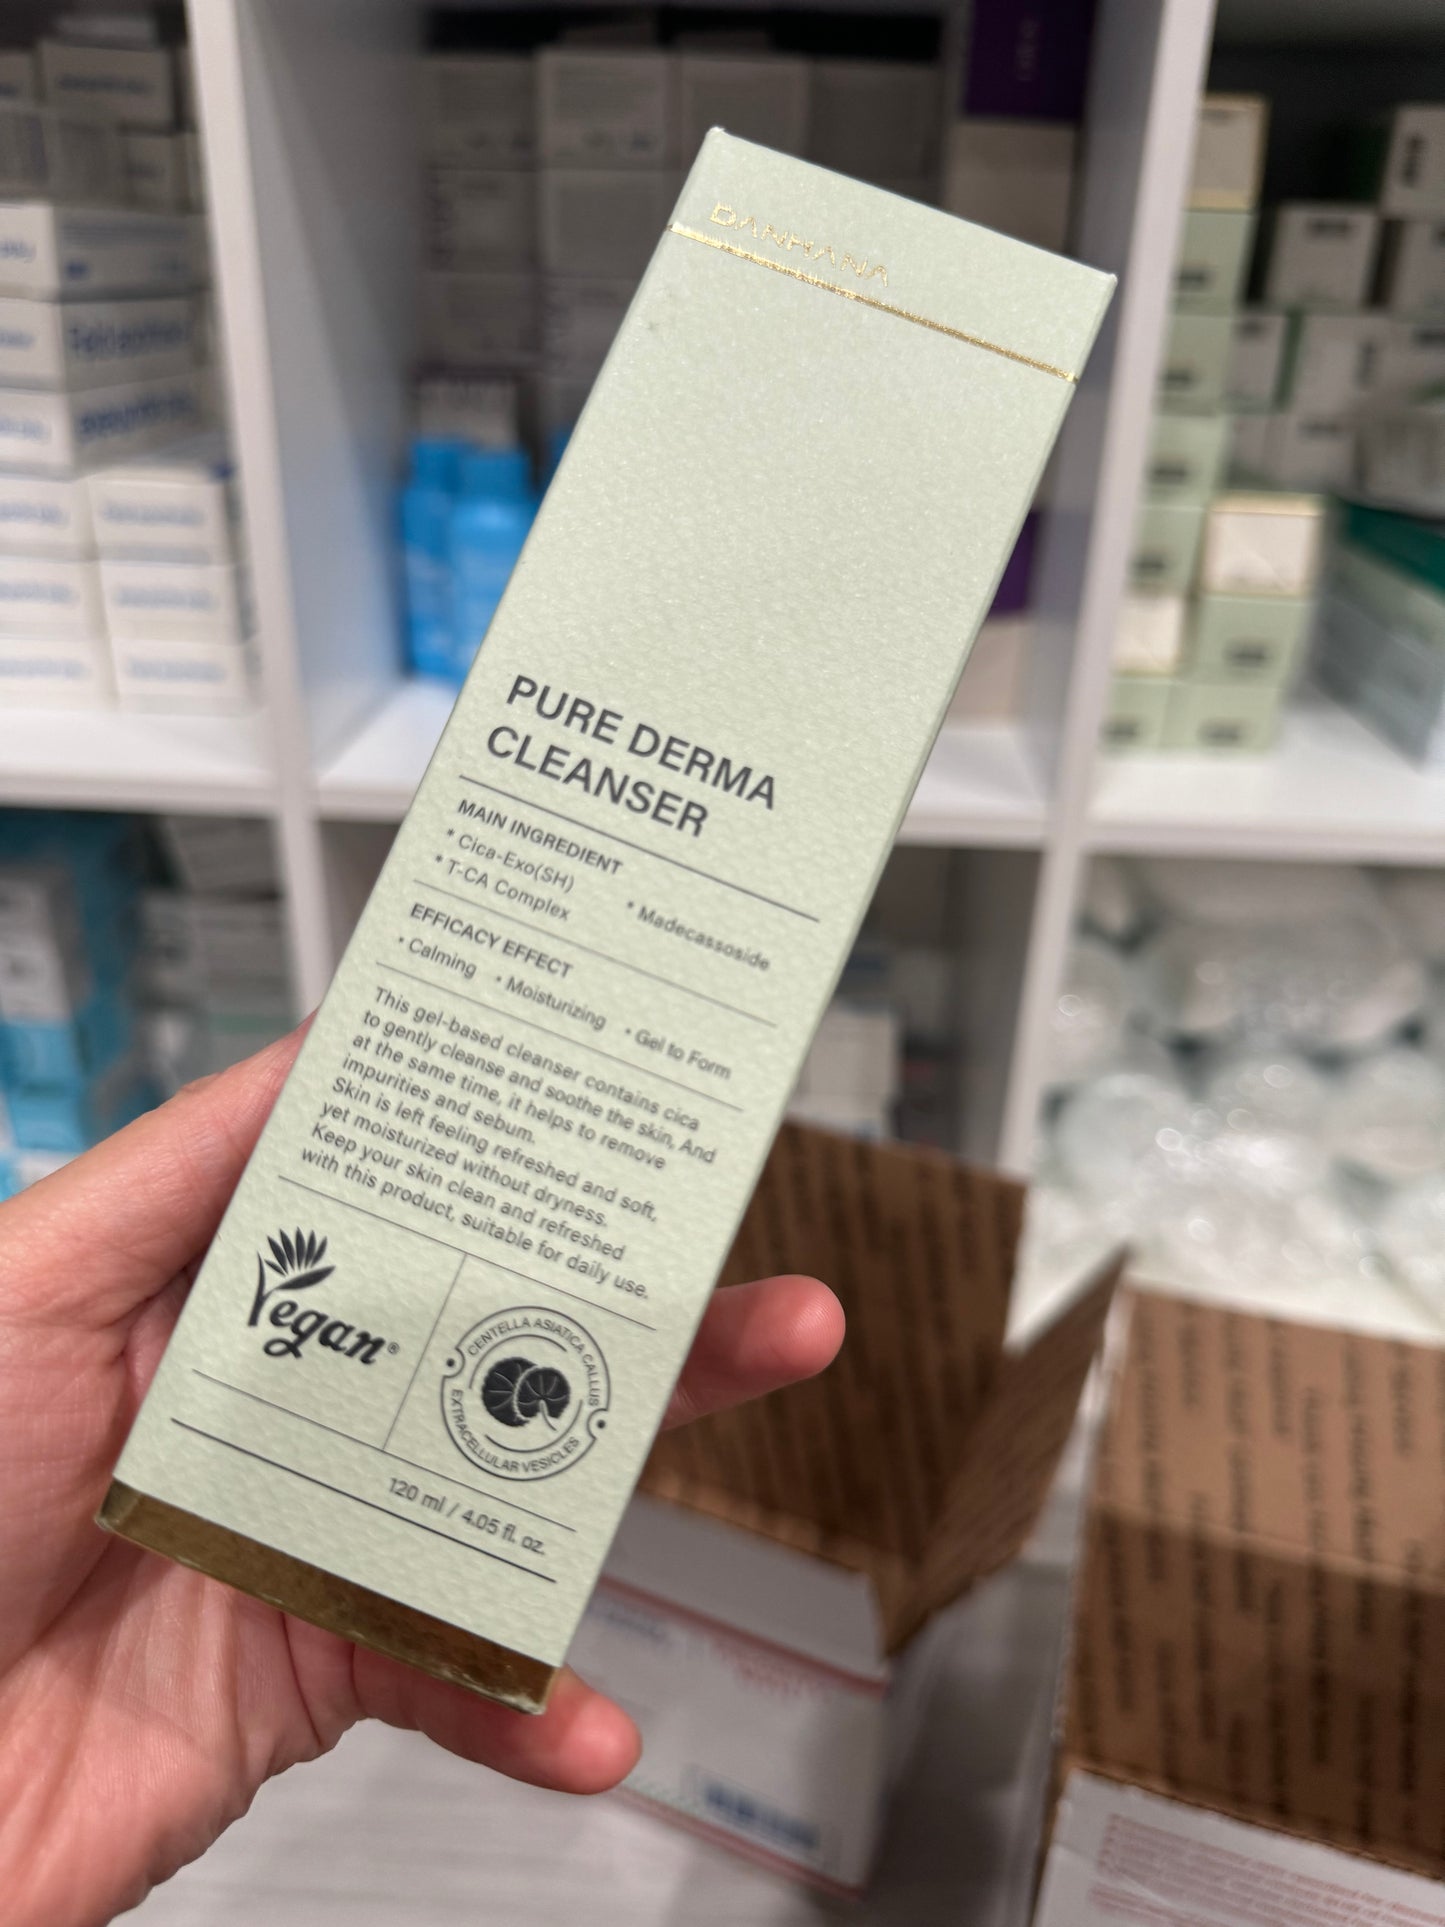 DANHANA
PURE DERMA
CLEANSER
MAIN INGREDIENT
* Cica-Exo(SH)
* Madecassoside
* T-CA Complex
EFFICACY EFFECT
• Calming • Moisturizing • Gel to Form
This gel-based cleanser contains cica
to gently cleanse and soothe the skin, And
at the same time, it helps to remove
impurities and sebum.
Skin is left feeling refreshed and soft,
yet moisturized without dryness.
Keep your skin clean and refreshed
with this product, suitable for daily use.
Vegan®
CENTELLA ASIATICA CALLUS
EXTRACELLULAR VESICLES
120 ml / 4.05 fl. oz.